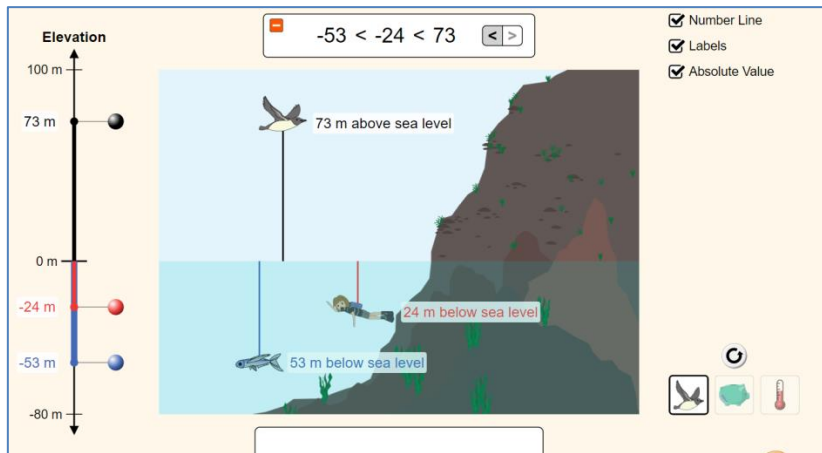 Elevation
100 m
73 m
0 m
-24 m
-53 m
-80 m
-53 < -24 < 73
< >
73 m above sea level
24 m below sea level
53 m below sea level
Number Line
Labels
Absolute Value